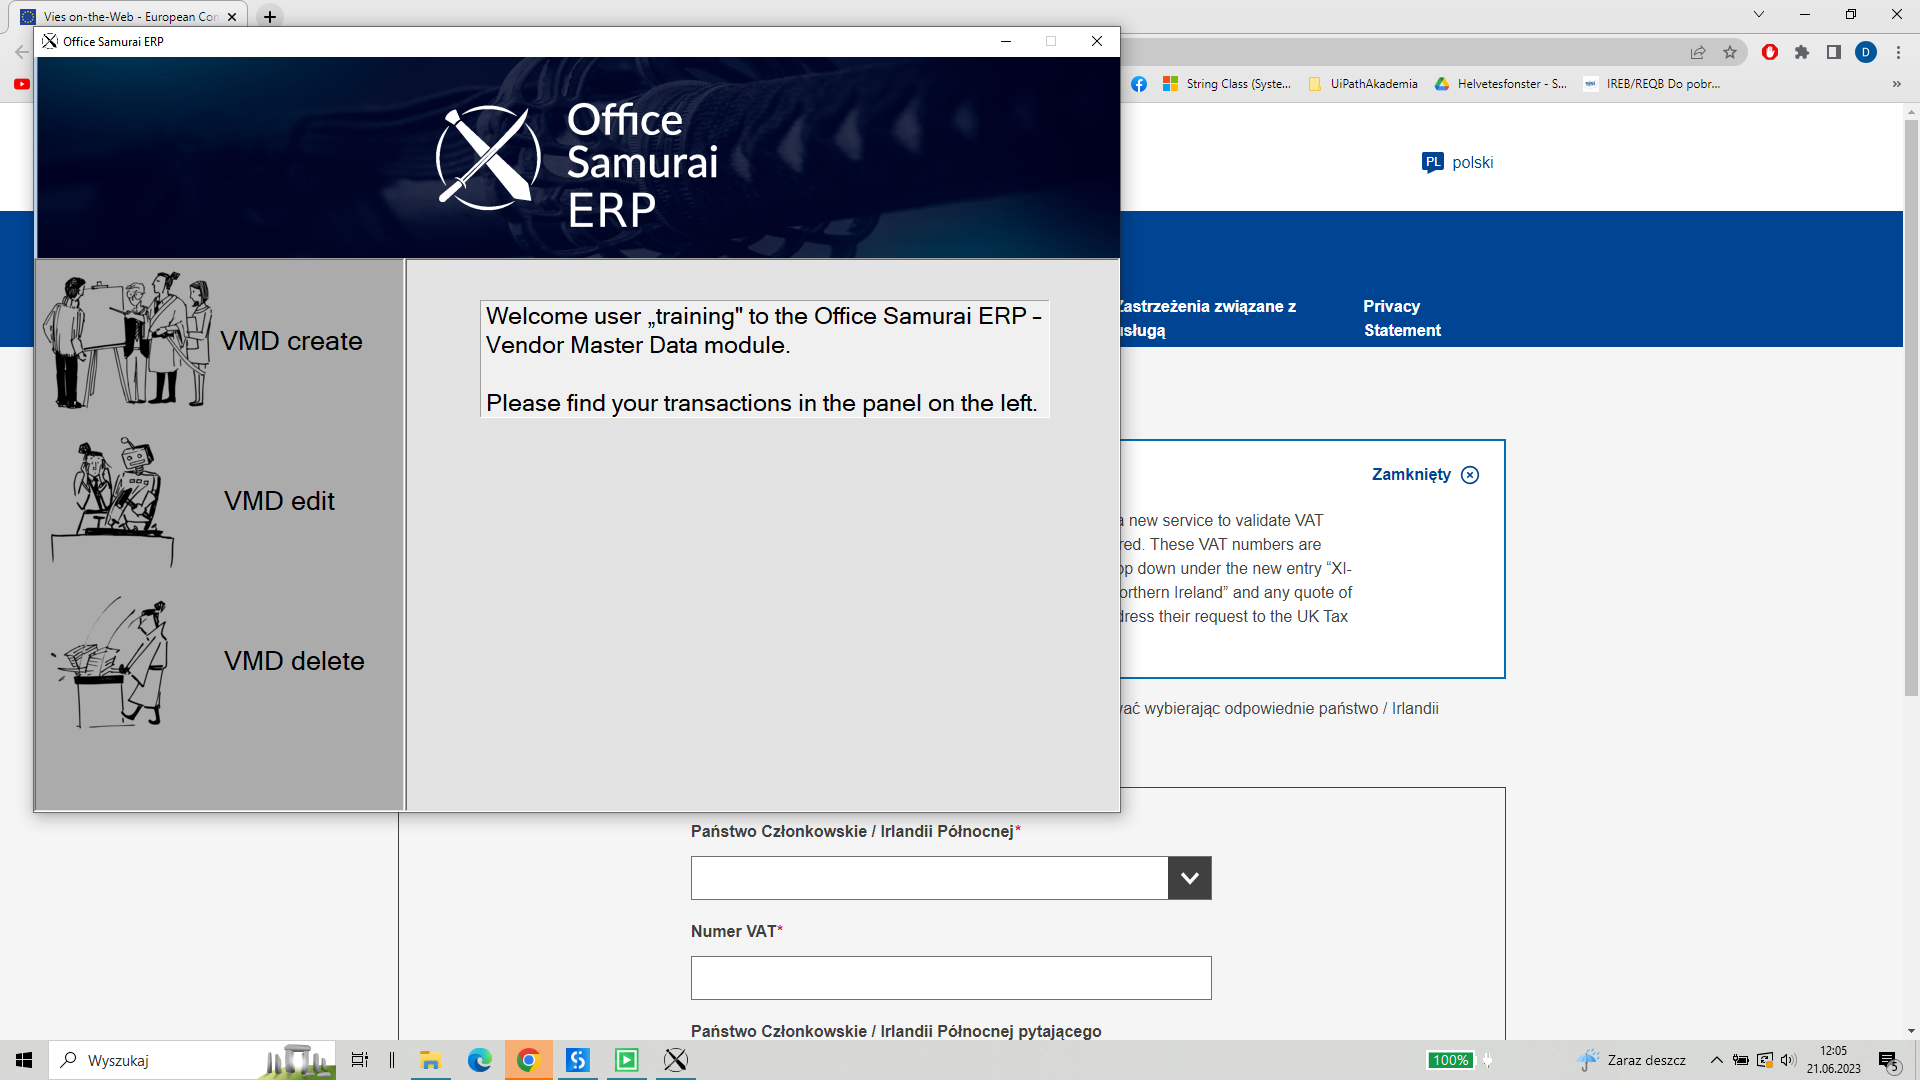 Vies on-the-Web - European Con
Office Samurai ERP
String Class (Syste...
UiPathAkademia
Helvetesfonster - S...
IREB/REQB Do pobr...
Office
Samurai
ERP
PL polski
Zastrzeżenia związane z
usługą
Privacy
Statement
VMD create
VMD edit
VMD delete
Welcome user „training" to the Office Samurai ERP –
Vendor Master Data module.
Please find your transactions in the panel on the left.
Zamknięty
a new service to validate VAT
red. These VAT numbers are
op down under the new entry “XI-
orthern Ireland” and any quote of
dress their request to the UK Tax
vać wybierając odpowiednie państwo / Irlandii
Państwo Członkowskie / Irlandii Północnej*
Numer VAT*
Państwo Członkowskie / Irlandii Północnej pytającego
Wyszukaj
100%
Zaraz deszcz
12:05
21.06.2023
5
D